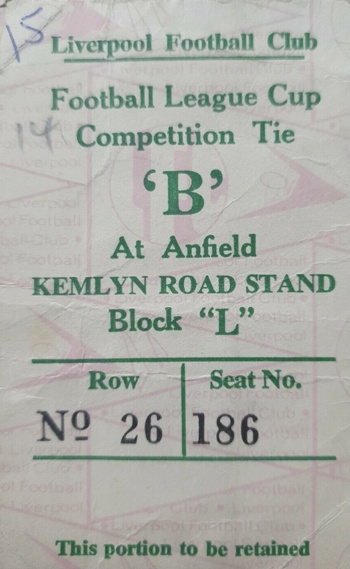 15
Liverpool Football Club
Football League Cup
14
Competition Tie
‘B’
At Anfield
KEMLYN ROAD STAND
Block “L”
Row Seat No.
Nº 26 186
This portion to be retained